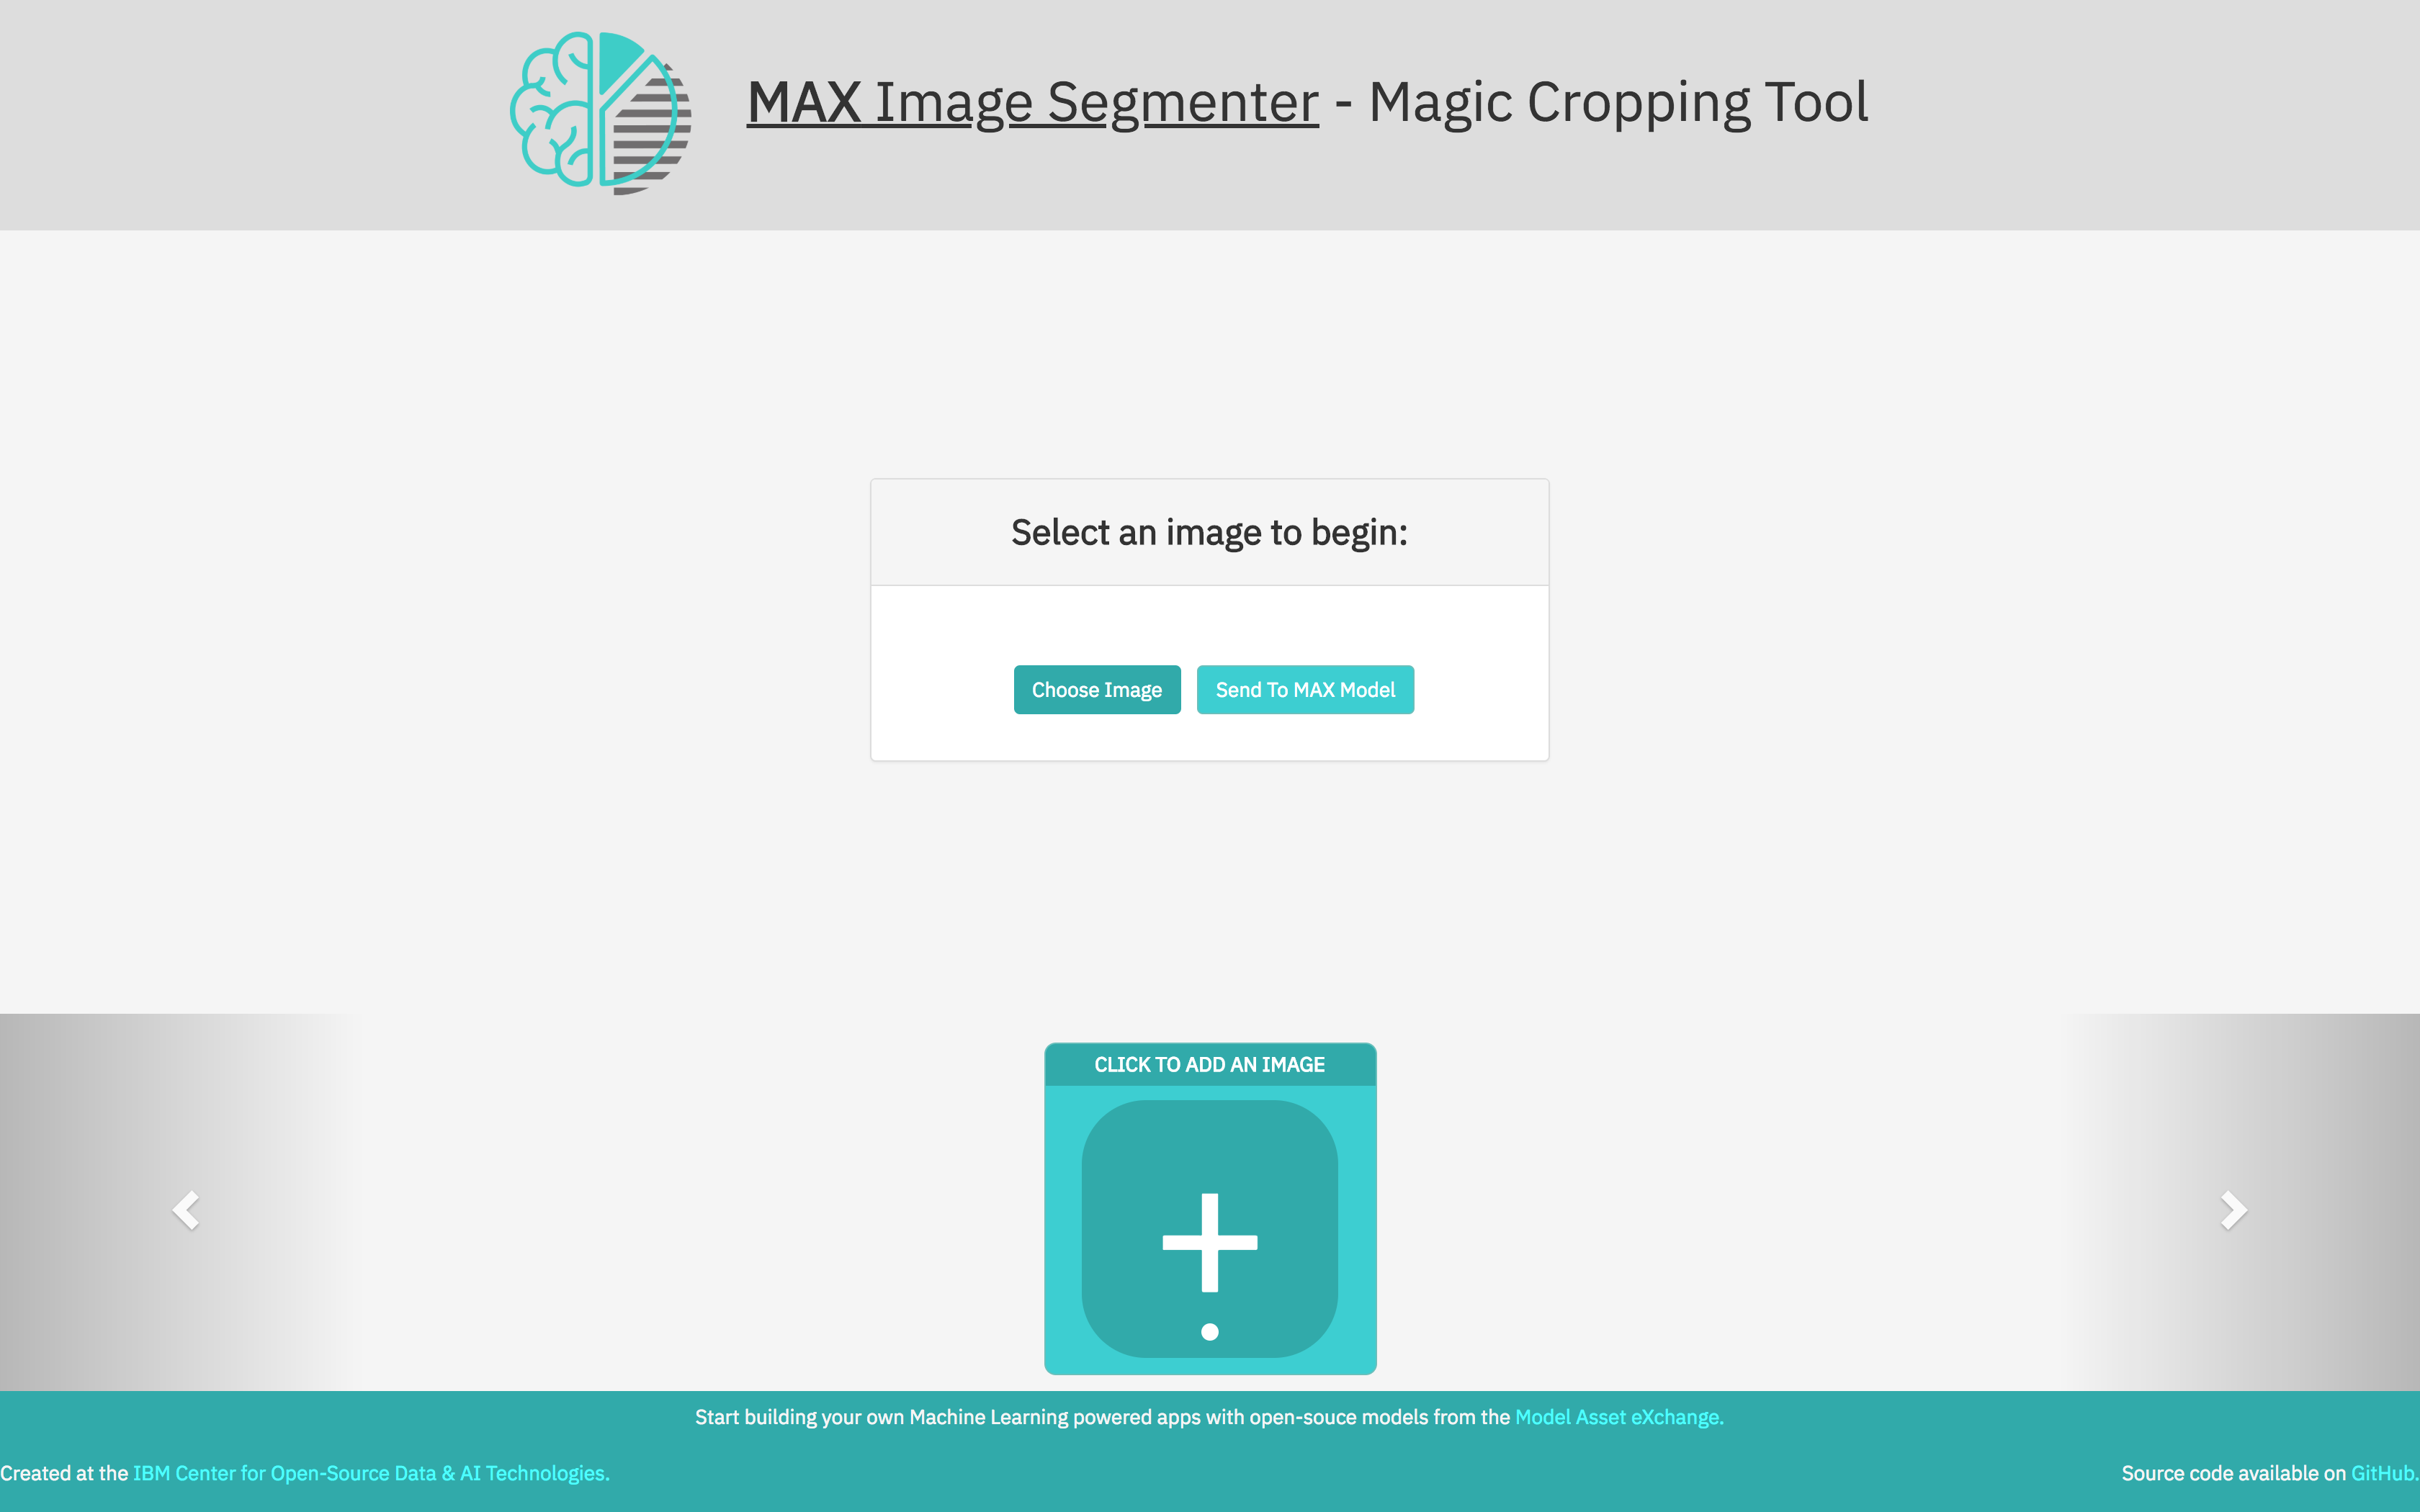 MAX Image Segmenter - Magic Cropping Tool
Select an image to begin:
Choose Image
Send To MAX Model
CLICK TO ADD AN IMAGE
Start building your own Machine Learning powered apps with open-souce models from the Model Asset eXchange.
Created at the IBM Center for Open-Source Data & AI Technologies.
Source code available on GitHub.